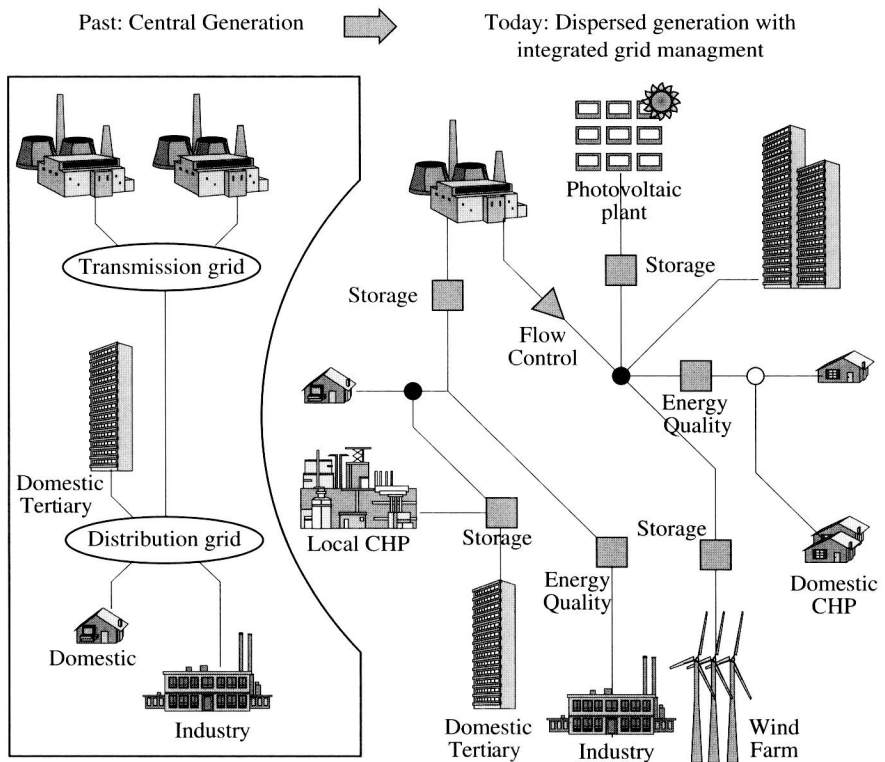 Past: Central Generation
Today: Dispersed generation with
integrated grid managment
Transmission grid
Domestic
Tertiary
Distribution grid
Domestic
Industry
Photovoltaic
plant
Storage
Storage
Flow
Control
Energy
Quality
Local CHP
Storage
Energy
Quality
Storage
Domestic
CHP
Domestic
Tertiary
Industry
Wind
Farm